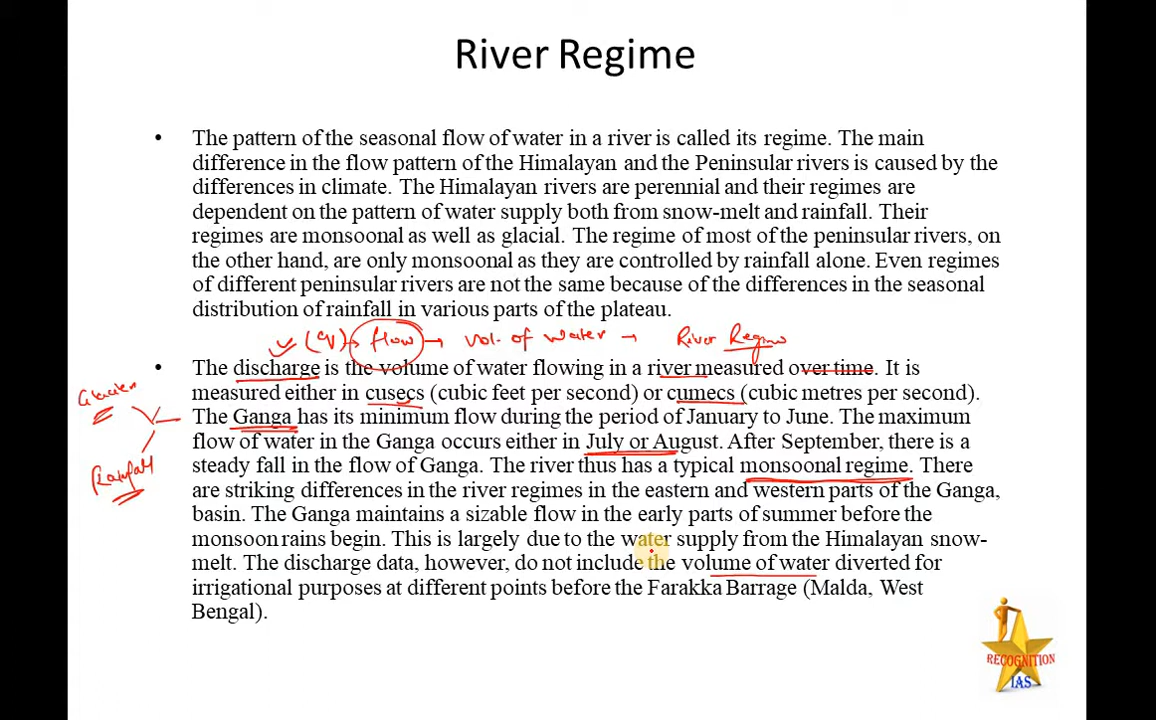 River Regime
• The pattern of the seasonal flow of water in a river is called its regime. The main
difference in the flow pattern of the Himalayan and the Peninsular rivers is caused by the
differences in climate. The Himalayan rivers are perennial and their regimes are
dependent on the pattern of water supply both from snow-melt and rainfall. Their
regimes are monsoonal as well as glacial. The regime of most of the peninsular rivers, on
the other hand, are only monsoonal as they are controlled by rainfall alone. Even regimes
of different peninsular rivers are not the same because of the differences in the seasonal
distribution of rainfall in various parts of the plateau.
flow → vol. of water → River Regime
• The discharge is the volume of water flowing in a river measured over time. It is
measured either in cusecs (cubic feet per second) or cumecs (cubic metres per second).
Glacier
The Ganga has its minimum flow during the period of January to June. The maximum
flow of water in the Ganga occurs either in July or August. After September, there is a
steady fall in the flow of Ganga. The river thus has a typical monsoonal regime. There
Rainfall
are striking differences in the river regimes in the eastern and western parts of the Ganga,
basin. The Ganga maintains a sizable flow in the early parts of summer before the
monsoon rains begin. This is largely due to the water supply from the Himalayan snow-
melt. The discharge data, however, do not include the volume of water diverted for
irrigational purposes at different points before the Farakka Barrage (Malda, West
Bengal).
RECOGNITION
IAS